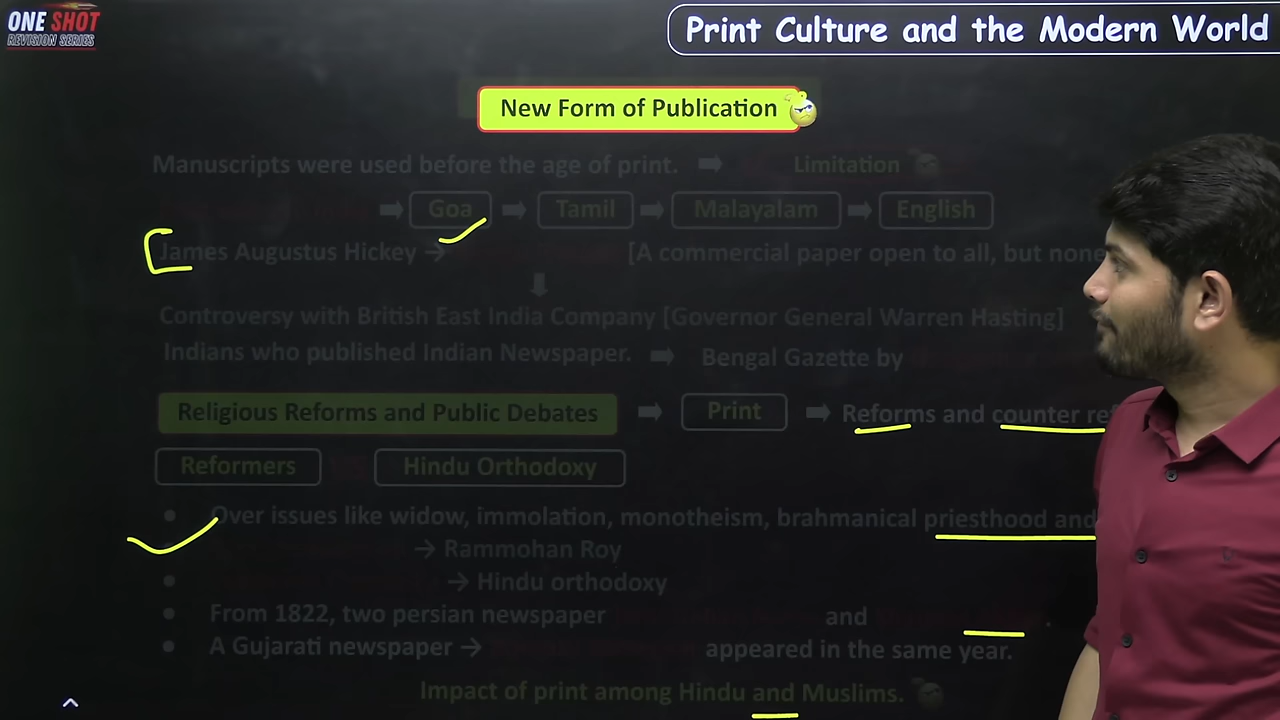 ONE SHOT
REVISION SERIES
Print Culture and the Modern World
New Form of Publication
Manuscripts were used before the age of print. ➡ Limitation
➡ Goa ➡ Tamil ➡ Malayalam ➡ English
James Augustus Hickey → [A commercial paper open to all, but none
Controversy with British East India Company [Governor General Warren Hasting]
Indians who published Indian Newspaper. ➡ Bengal Gazette by
Religious Reforms and Public Debates ➡ Print ➡ Reforms and counter ref
Reformers Hindu Orthodoxy
• Over issues like widow, immolation, monotheism, brahmanical priesthood and
→ Rammohan Roy
• → Hindu orthodoxy
• From 1822, two persian newspaper and .
• A Gujarati newspaper → appeared in the same year.
Impact of print among Hindu and Muslims.